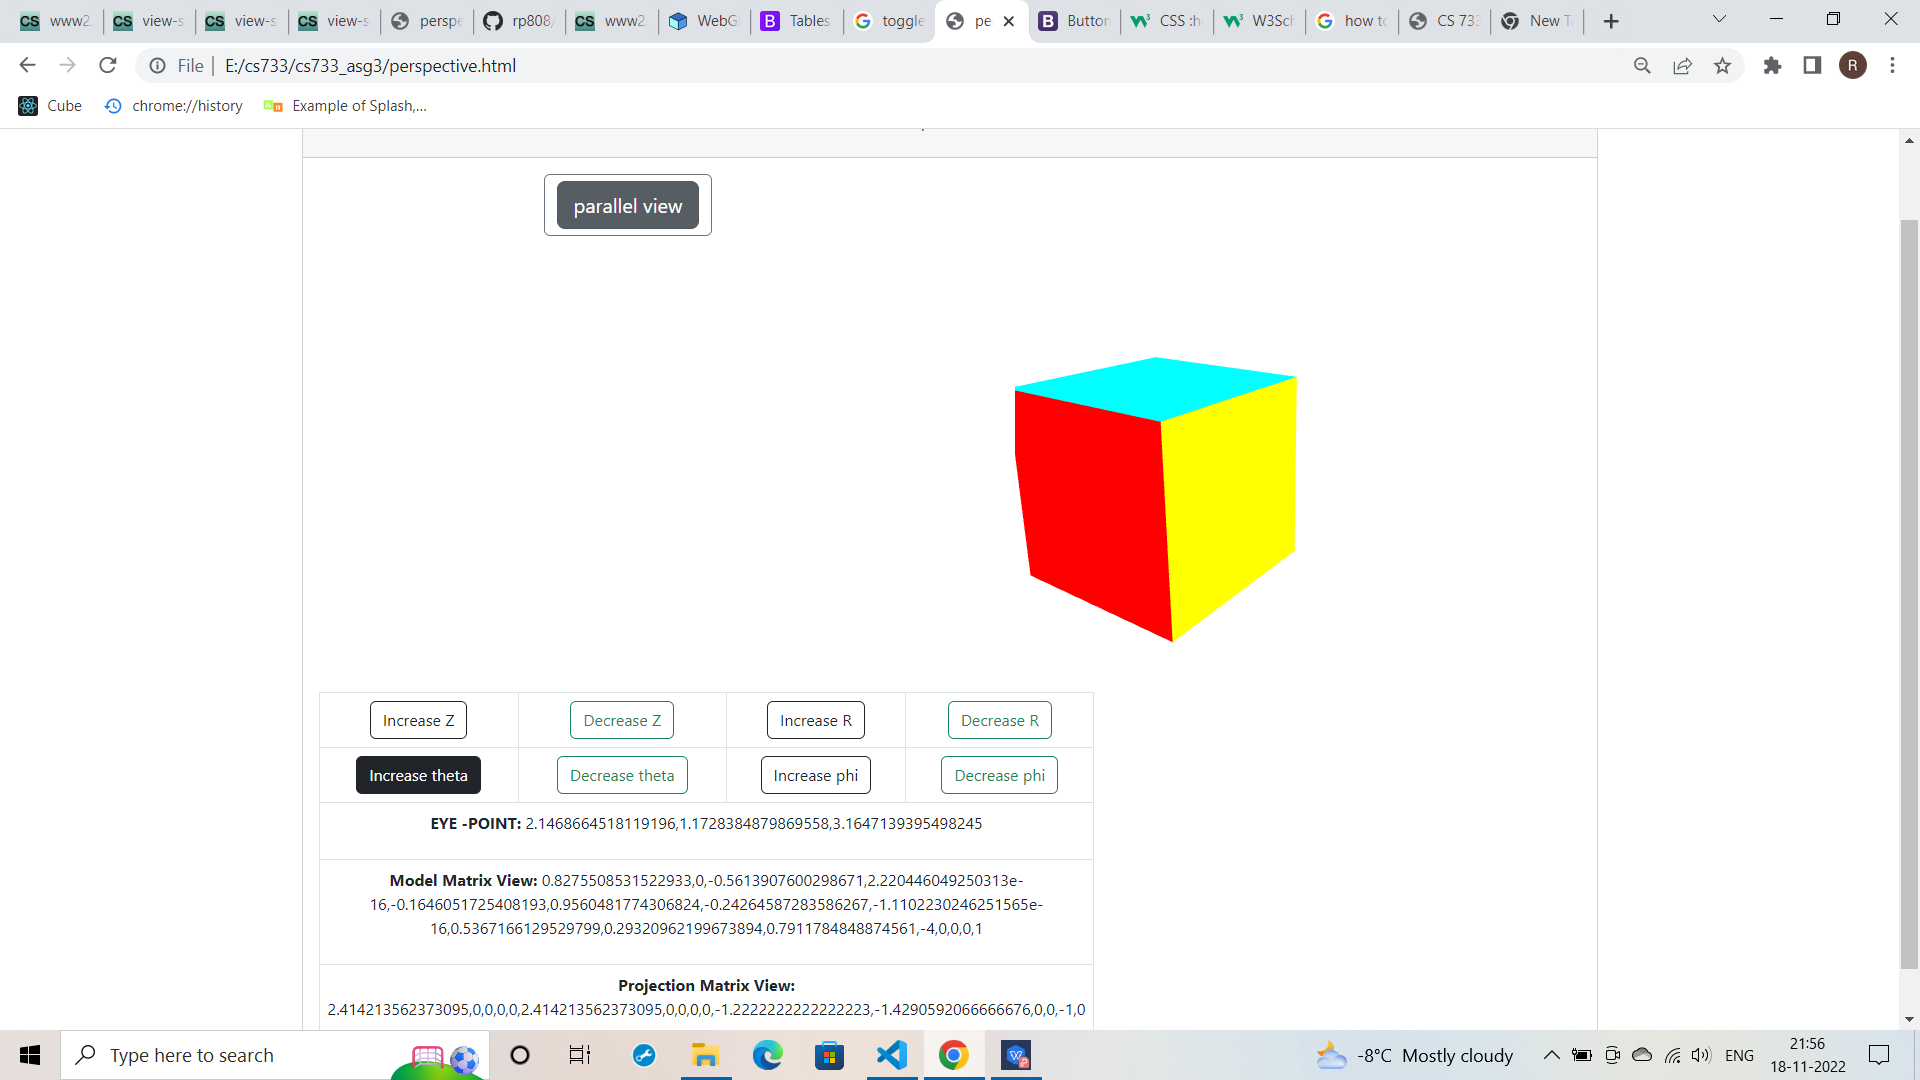 www2
view-s
view-s
view-s
perspe
rp808/
www2
WebG
Tables
toggle
pe
Button
CSS :h
W3Sch
how to
CS 733
New T
File
E:/cs733/cs733_asg3/perspective.html
R
Cube
chrome://history
Example of Splash,...
parallel view
Increase Z
Decrease Z
Increase R
Decrease R
Increase theta
Decrease theta
Increase phi
Decrease phi
EYE -POINT: 2.1468664518119196,1.1728384879869558,3.1647139395498245
Model Matrix View: 0.8275508531522933,0,-0.5613907600298671,2.220446049250313e-
16,-0.1646051725408193,0.9560481774306824,-0.24264587283586267,-1.1102230246251565e-
16,0.5367166129529799,0.29320962199673894,0.7911784848874561,-4,0,0,0,1
Projection Matrix View:
2.414213562373095,0,0,0,0,2.414213562373095,0,0,0,0,-1.2222222222222223,-1.4290592066666676,0,0,-1,0
Type here to search
-8°C Mostly cloudy
ENG
21:56
18-11-2022